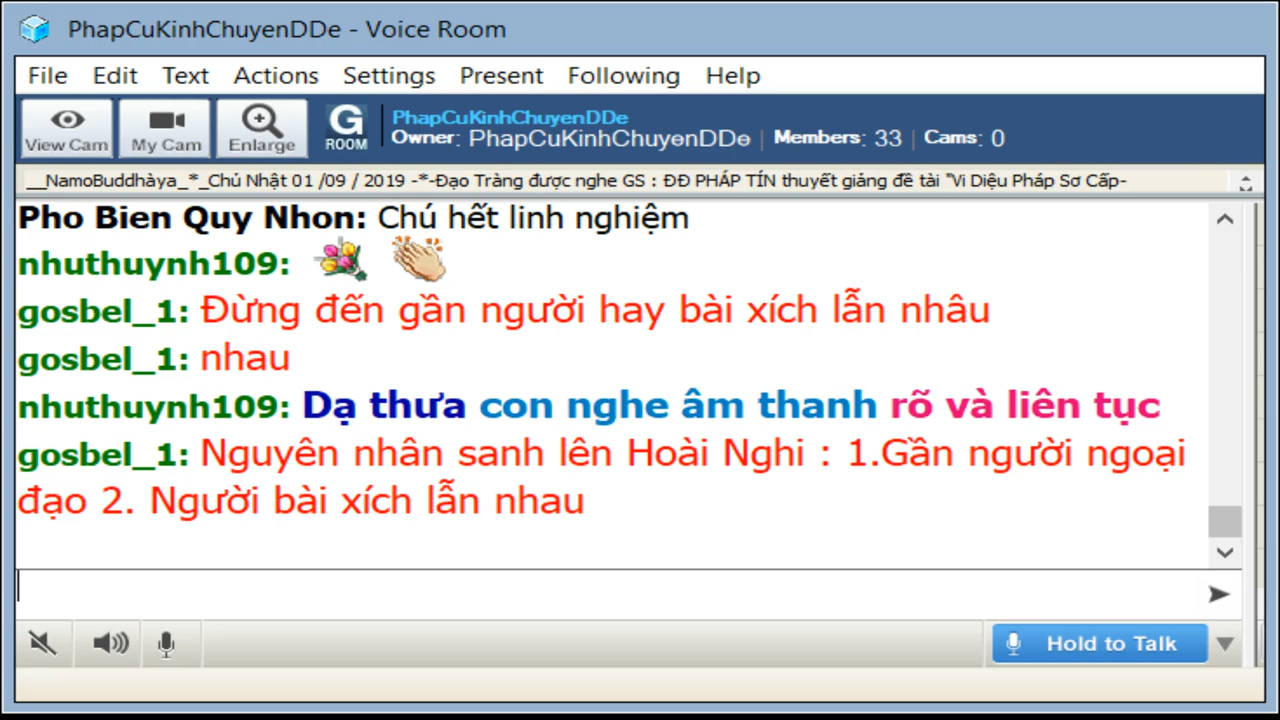 PhapCuKinhChuyenDDe - Voice Room
File Edit Text Actions Settings Present Following Help
View Cam My Cam Enlarge G ROOM
PhapCuKinhChuyenDDe
Owner: PhapCuKinhChuyenDDe | Members: 33 | Cams: 0
__NamoBuddhàya_*_Chủ Nhật 01 /09 / 2019 -*-Đạo Tràng được nghe GS : ĐĐ PHÁP TÍN thuyết giảng đề tài "Vi Diệu Pháp Sơ Cấp-
Pho Bien Quy Nhon: Chú hết linh nghiệm
nhuthuynh109:
gosbel_1: Đừng đến gần người hay bài xích lẫn nhâu
gosbel_1: nhau
nhuthuynh109: Dạ thưa con nghe âm thanh rõ và liên tục
gosbel_1: Nguyên nhân sanh lên Hoài Nghi : 1.Gần người ngoại
đạo 2. Người bài xích lẫn nhau
Hold to Talk